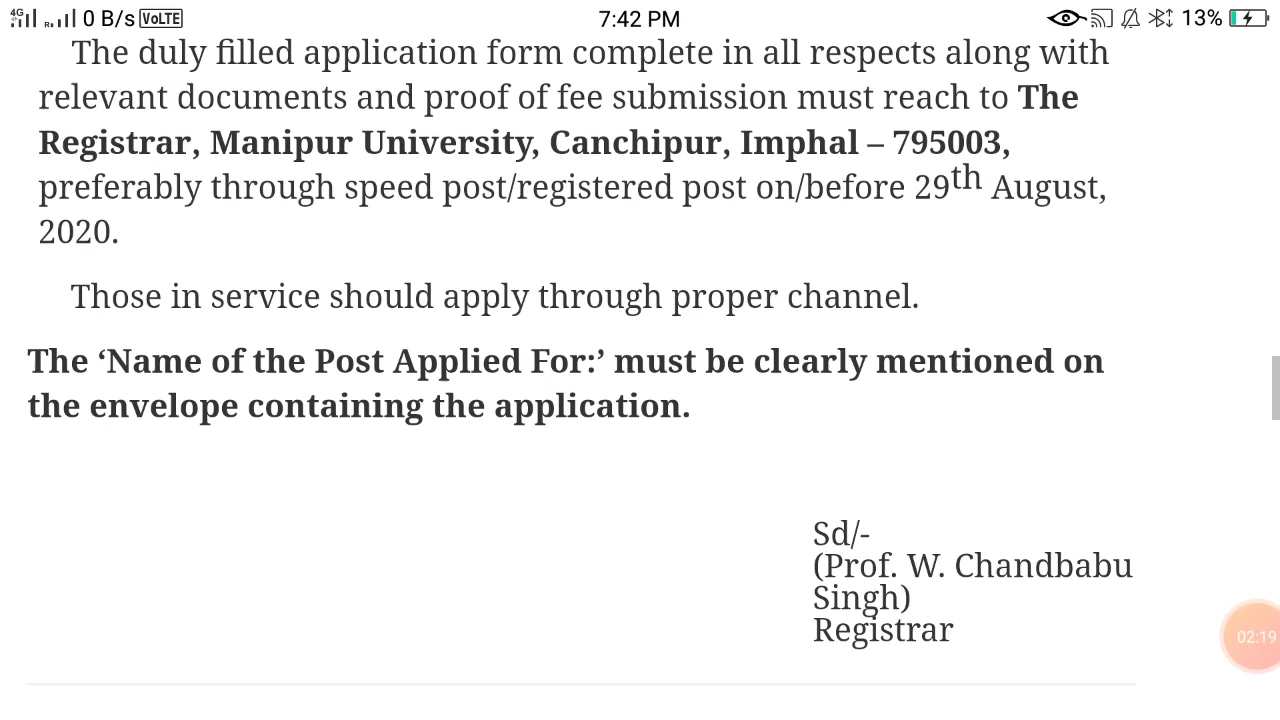 4G R 0 B/s VoLTE 7:42 PM 13%
The duly filled application form complete in all respects along with
relevant documents and proof of fee submission must reach to The
Registrar, Manipur University, Canchipur, Imphal – 795003,
preferably through speed post/registered post on/before 29th August,
2020.
Those in service should apply through proper channel.
The ‘Name of the Post Applied For:’ must be clearly mentioned on
the envelope containing the application.
Sd/-
(Prof. W. Chandbabu
Singh)
Registrar
02:19